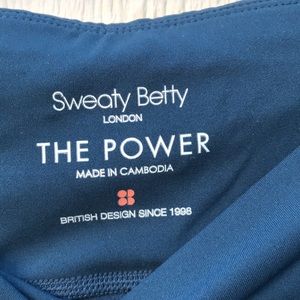 Sweaty Betty
LONDON
THE POWER
MADE IN CAMBODIA
BRITISH DESIGN SINCE 1998